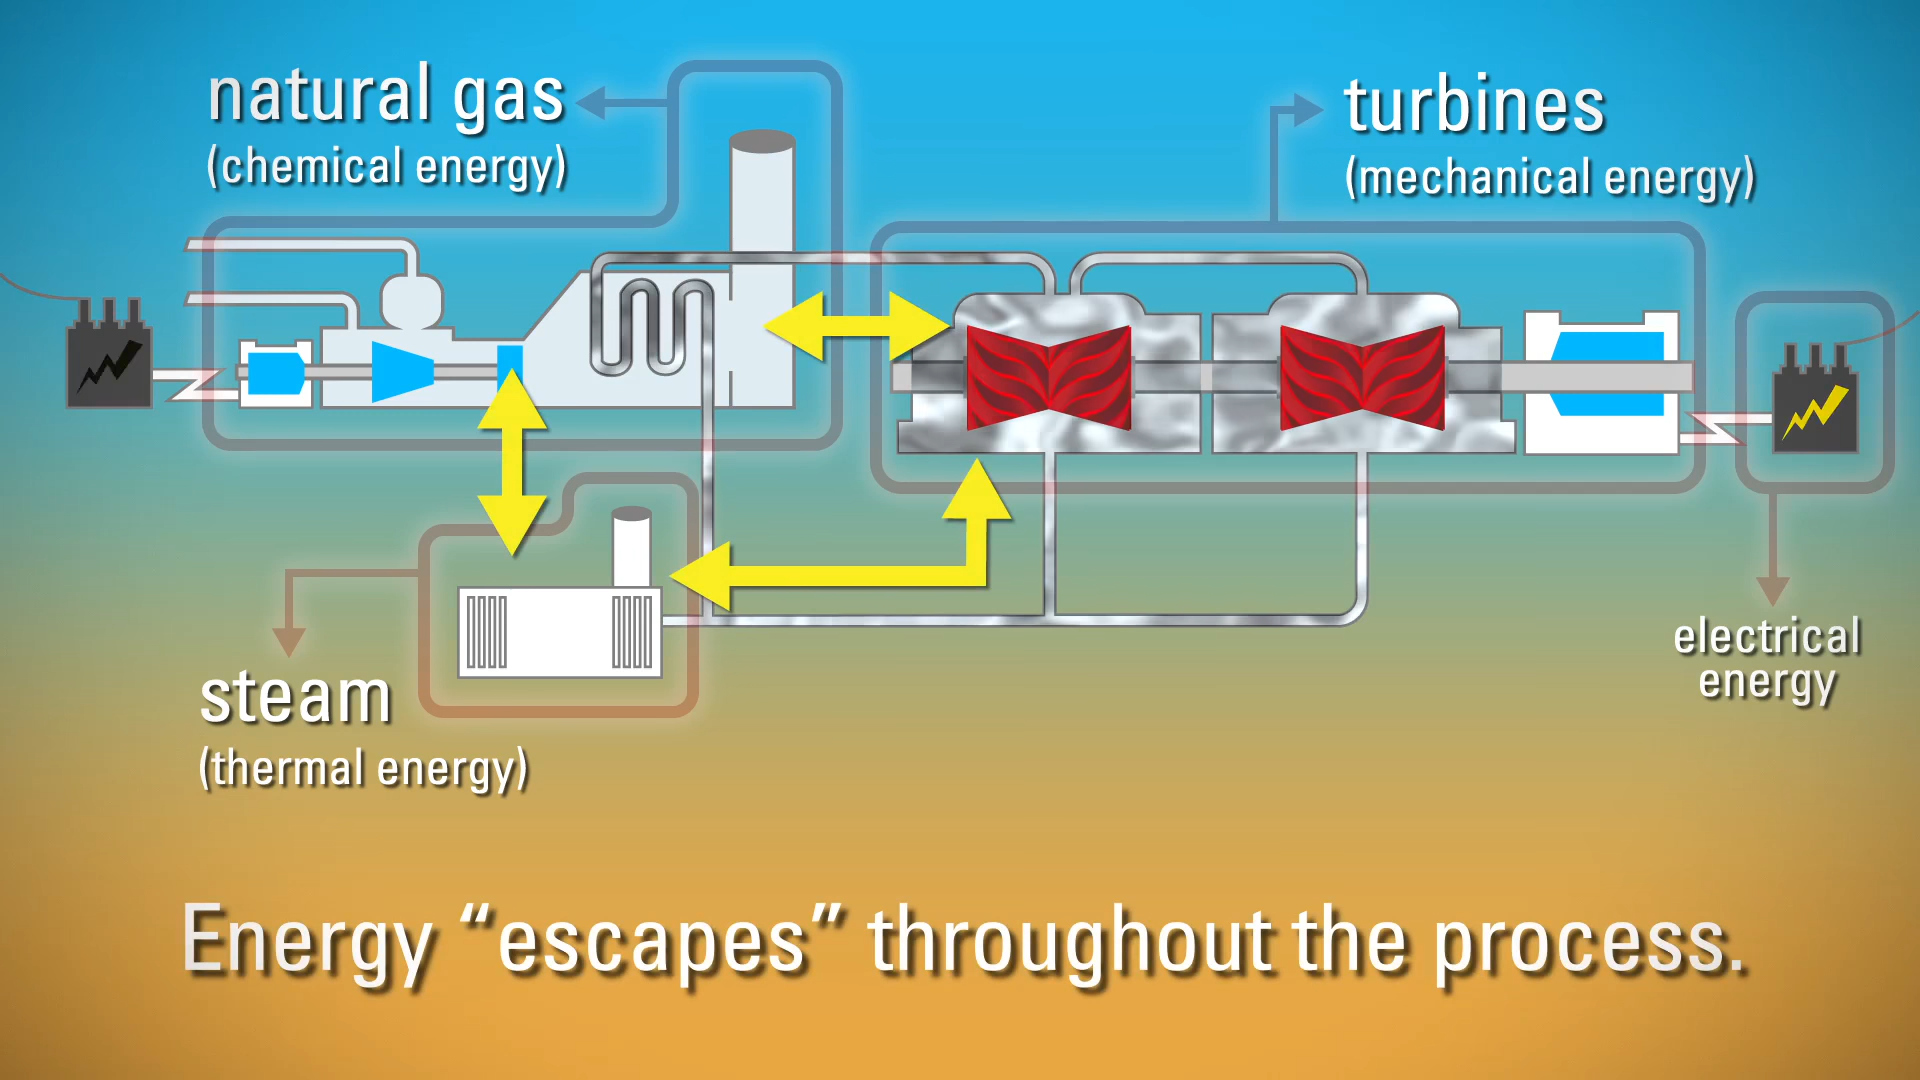 natural gas
(chemical energy)
turbines
(mechanical energy)
steam
(thermal energy)
electrical
energy
Energy “escapes” throughout the process.